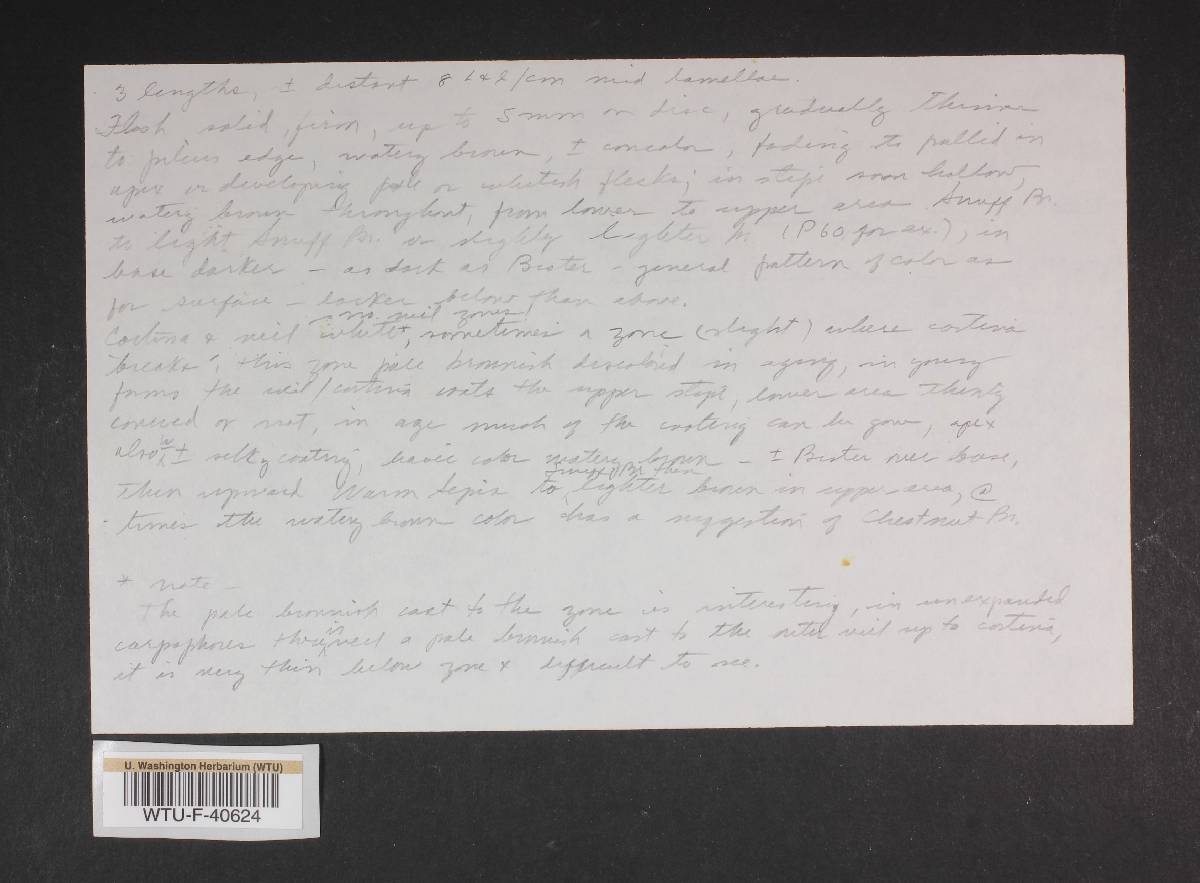 3 lengths, ± distant 8 L & l/cm mid lamellae.
Flesh solid, firm, up to 5 mm on disc, gradually thinner
to pileus edge, watery brown, ± concolor, fading to pallid in
apex or developing pale or whitish flecks; in stipe soon hollow,
watery brown throughout, from lower to upper area Snuff Br.
to light Snuff Br. or slightly lighter br. (P60 for ex.), in
base darker – as dark as Bister – general pattern of color as
for surface – darker below than above.
no veil zones!
Cortina & veil white+, sometimes a zone (slight) where cortina
breaks*, this zone pale brownish discolored in aging, in young
forms the veil/cortina coats the upper stipe, lower area thinly
covered or not, in age much of the coating can be gone, apex
also w ± silky coating, basic color watery brown – ± Bister over base,
Snuff Br. then
then upward Warm Sepia to lighter brown in upper area, @
times the watery brown color has a suggestion of Chestnut Br.
* note –
The pale brownish cast to the zone is interesting, in unexpanded
carpophores there is indeed a pale brownish cast to the outer veil up to cortina,
it is very thin below zone & difficult to see.
U. Washington Herbarium (WTU)
WTU-F-40624